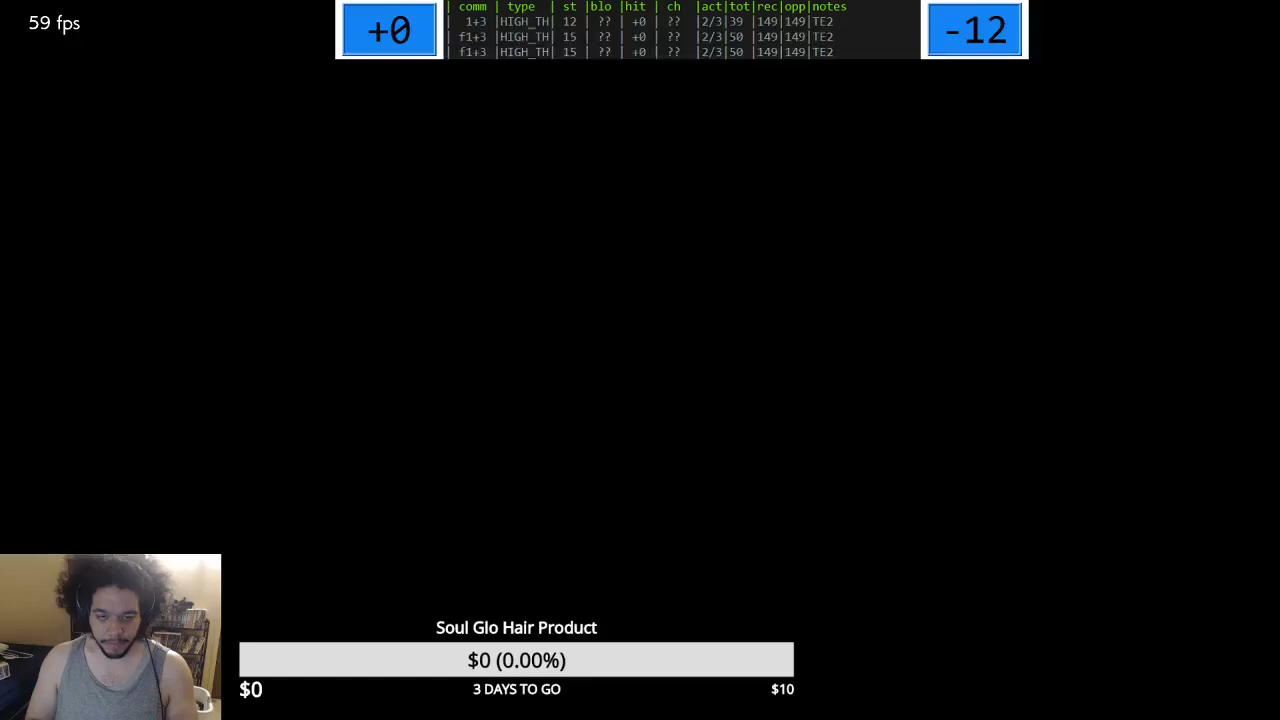 59 fps
+0
| comm | type | st |blo |hit | ch |act|tot|rec|opp|notes
| 1+3 |HIGH_TH| 12 | ?? | +0 | ?? |2/3|39 |149|149|TE2
| f1+3 |HIGH_TH| 15 | ?? | +0 | ?? |2/3|50 |149|149|TE2
| f1+3 |HIGH_TH| 15 | ?? | +0 | ?? |2/3|50 |149|149|TE2
-12
Soul Glo Hair Product
$0 (0.00%)
$0 3 DAYS TO GO $10